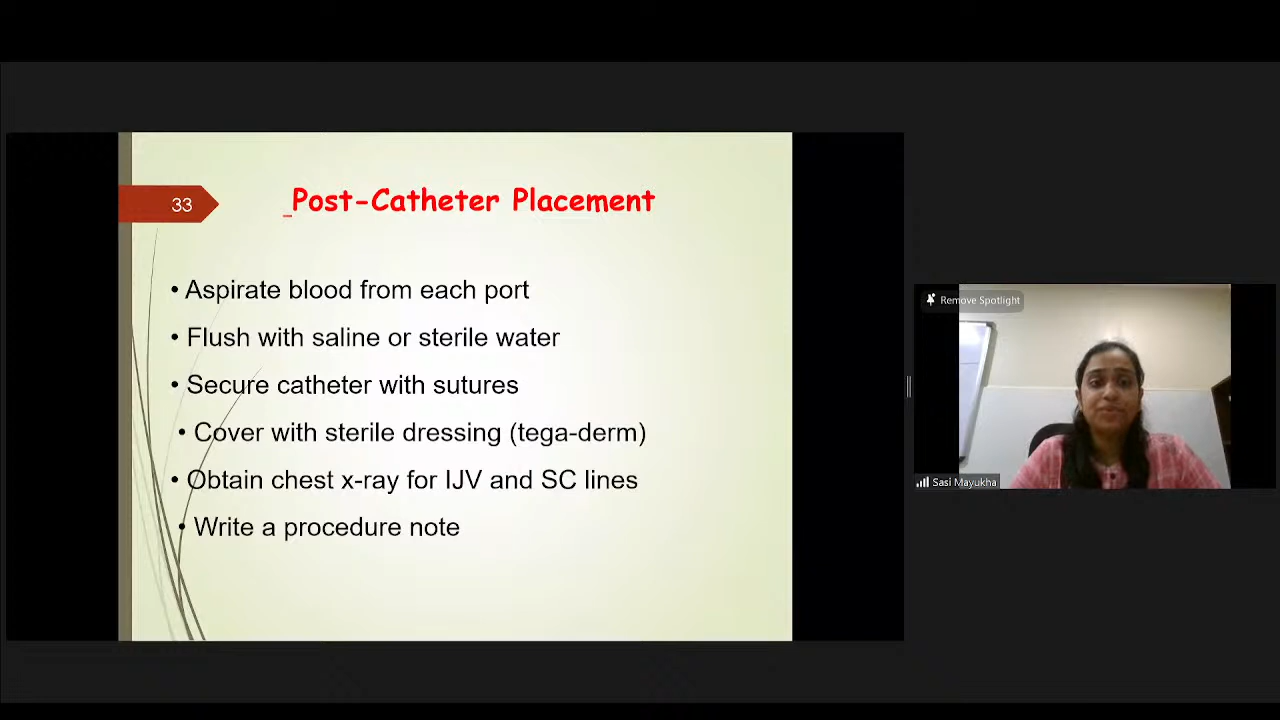 33
Post-Catheter Placement
• Aspirate blood from each port
• Flush with saline or sterile water
• Secure catheter with sutures
• Cover with sterile dressing (tega-derm)
• Obtain chest x-ray for IJV and SC lines
• Write a procedure note
Remove Spotlight
Sasi Mayukha